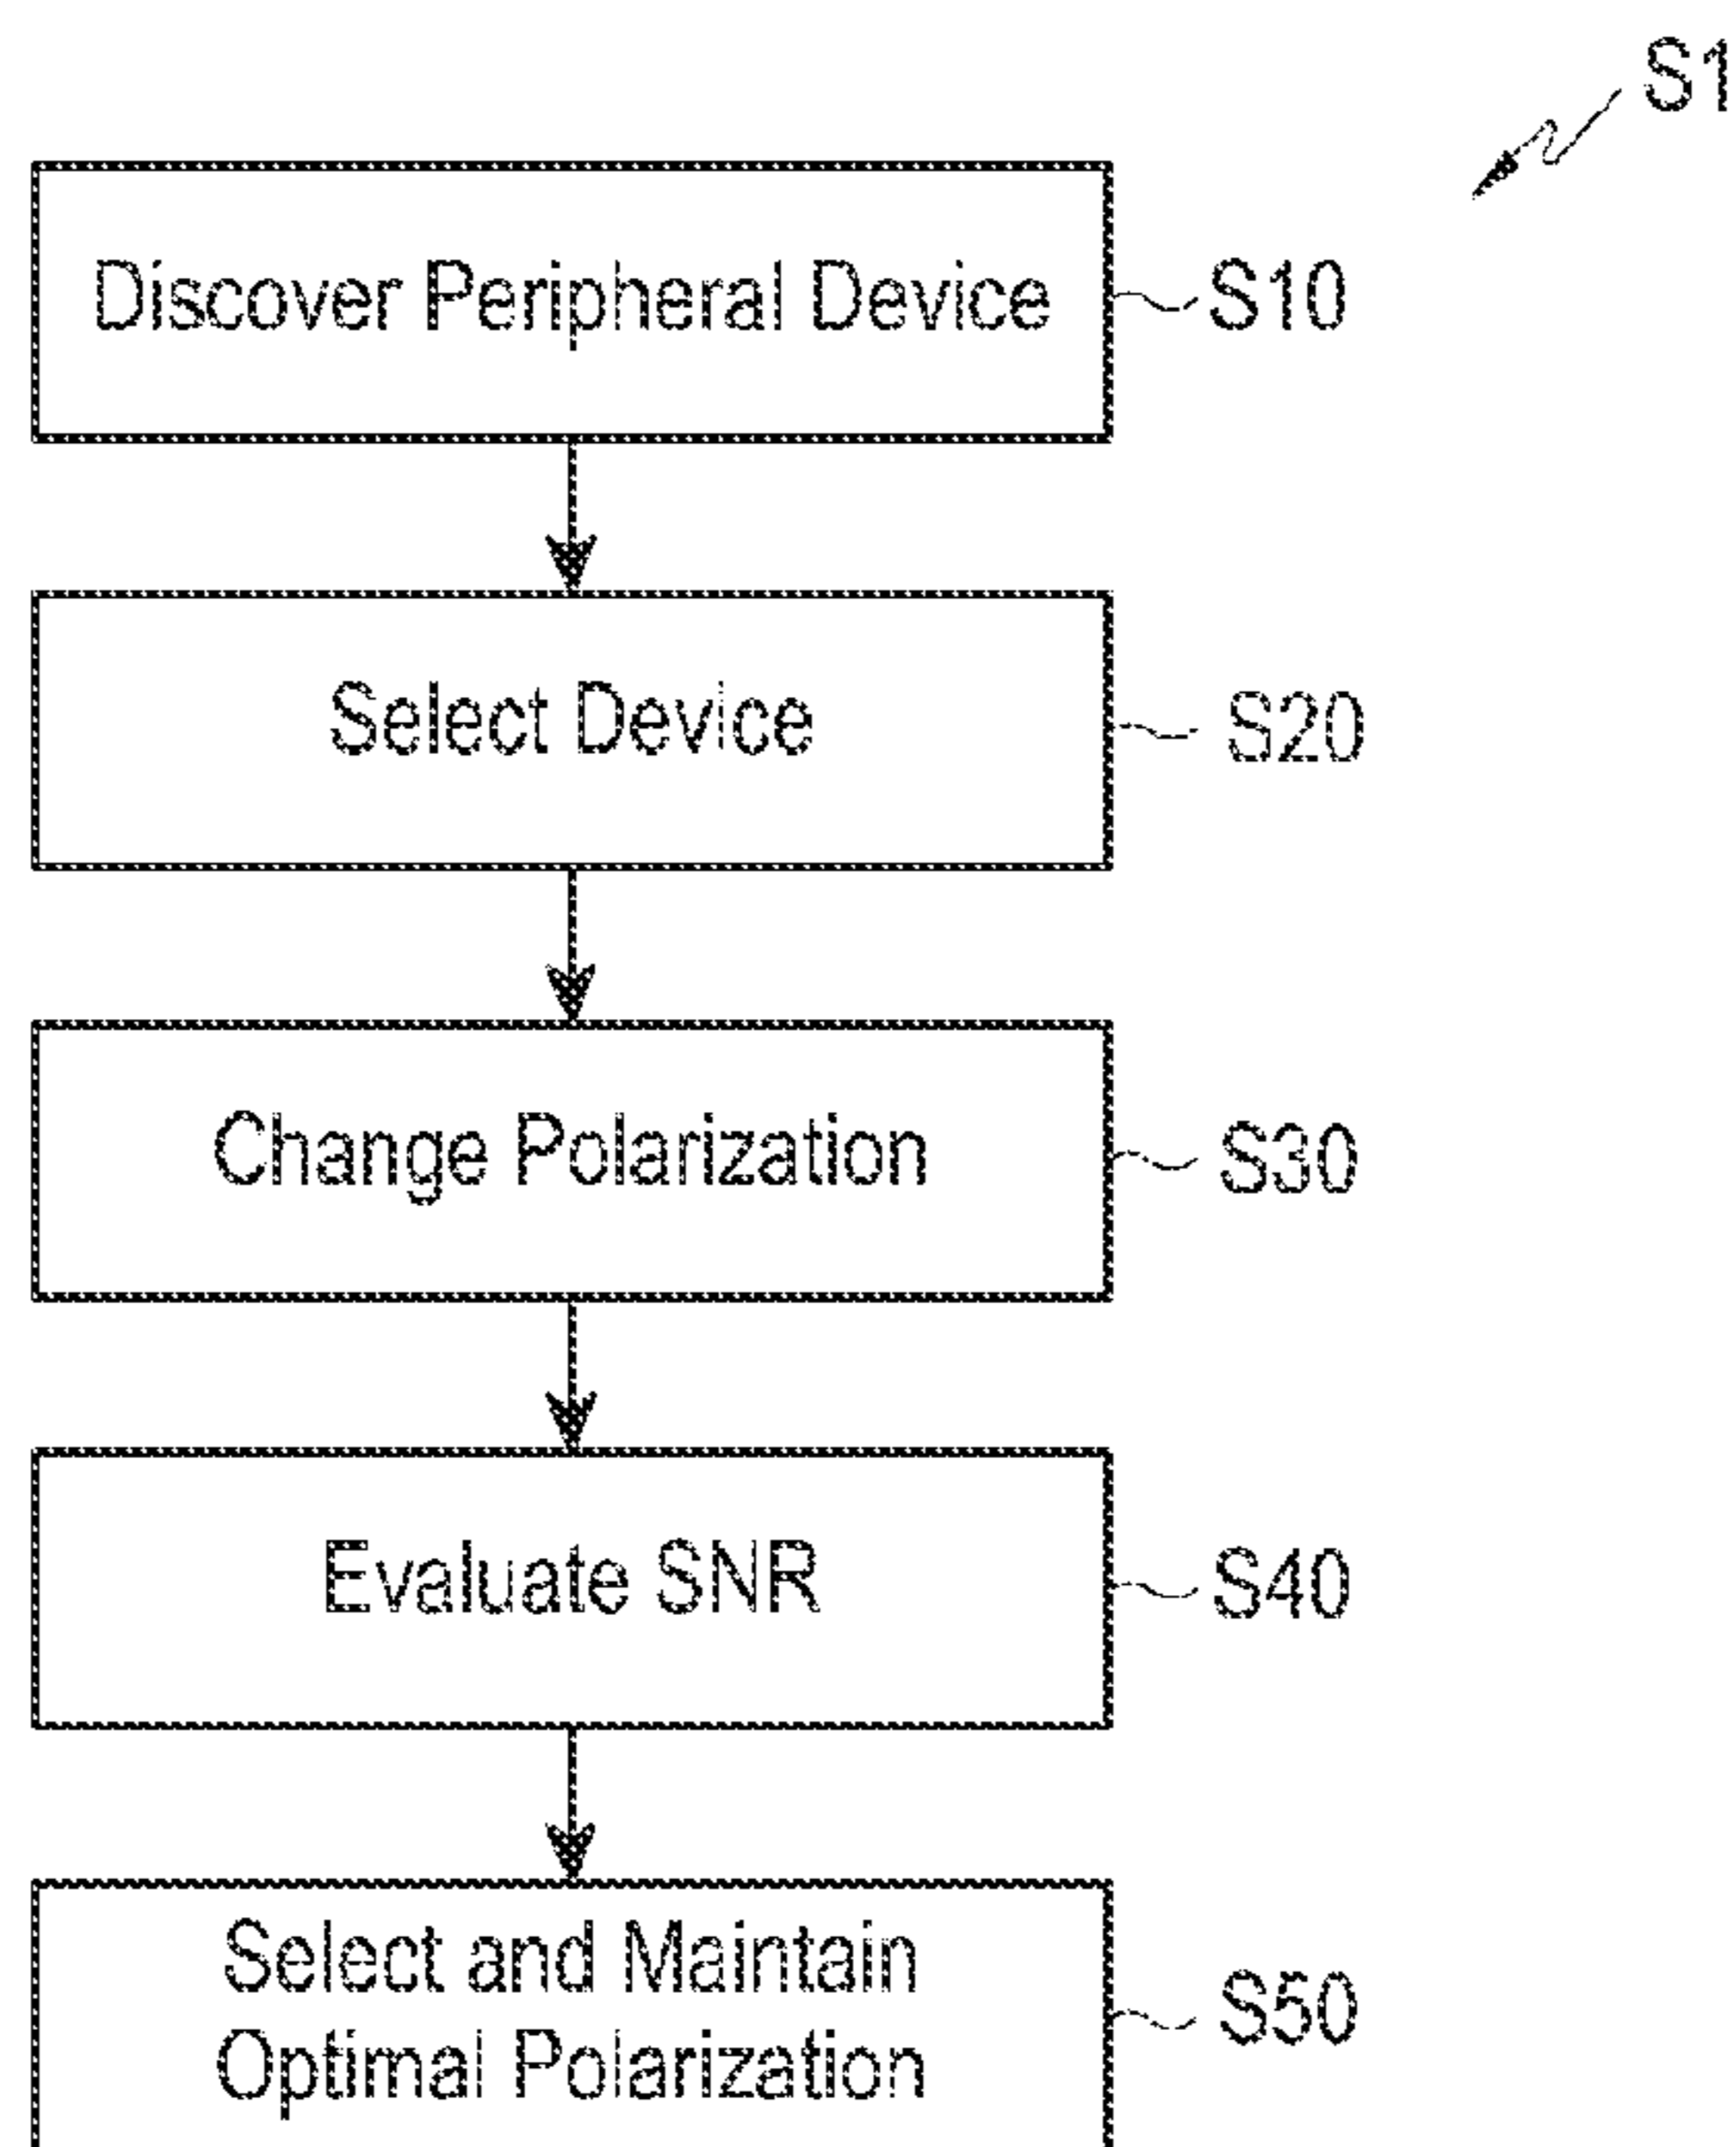 S1
Discover Peripheral Device
S10
Select Device
S20
Change Polarization
S30
Evaluate SNR
S40
Select and Maintain
Optimal Polarization
S50